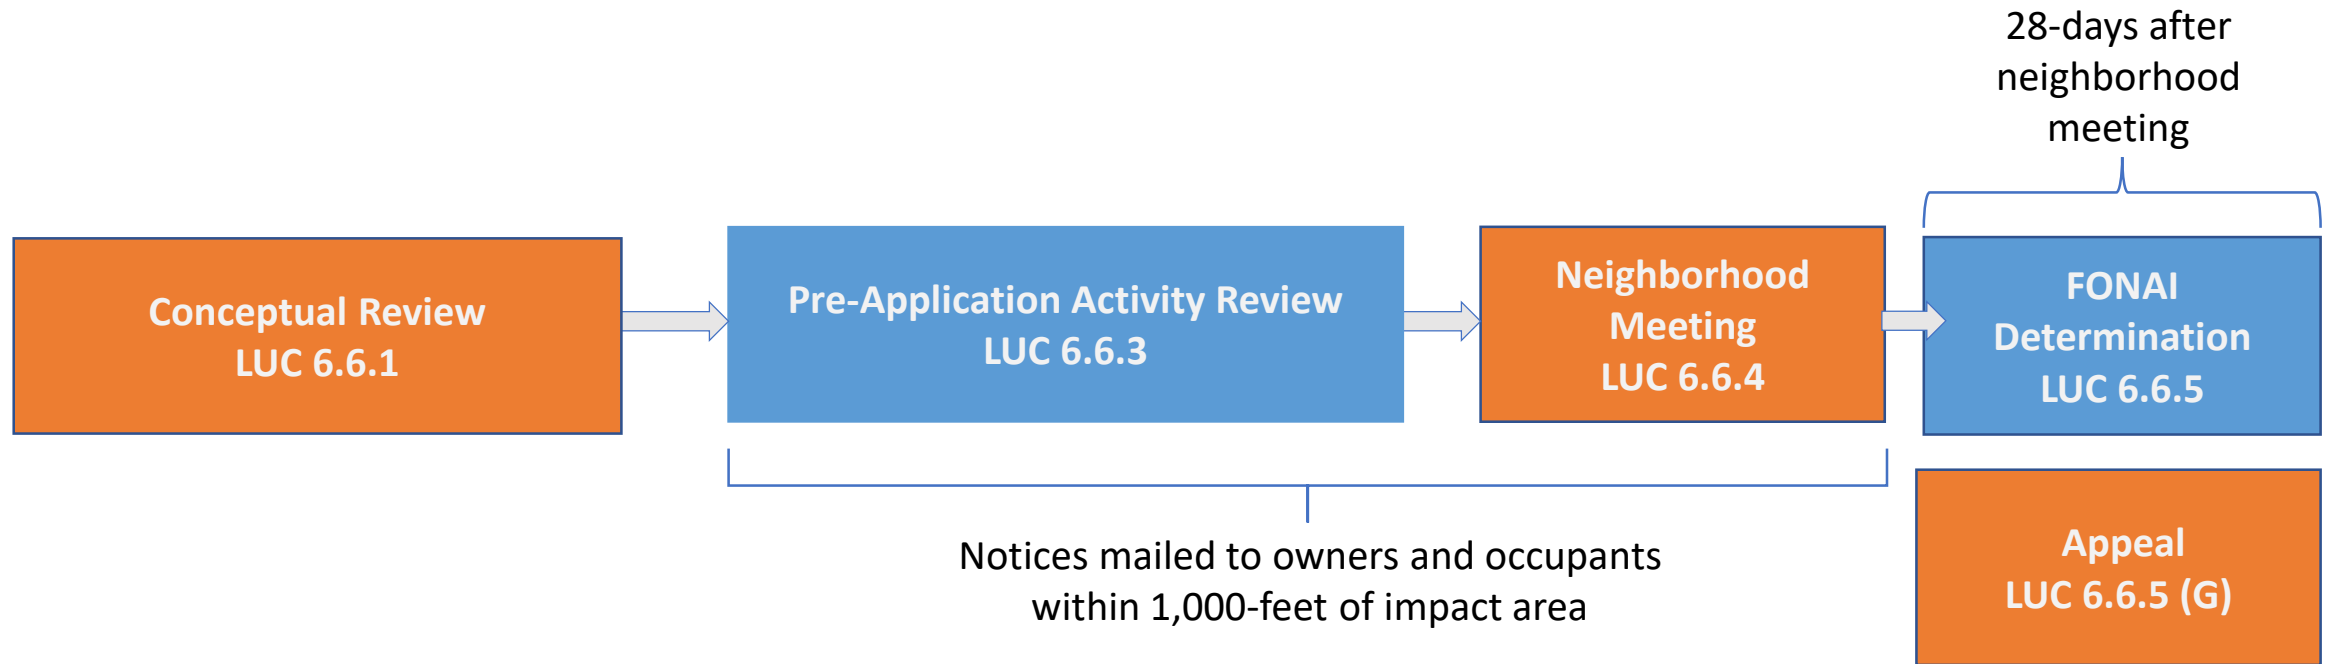 28-days after
neighborhood
meeting
Conceptual Review
LUC 6.6.1
Pre-Application Activity Review
LUC 6.6.3
Neighborhood
Meeting
LUC 6.6.4
FONAI
Determination
LUC 6.6.5
Notices mailed to owners and occupants
within 1,000-feet of impact area
Appeal
LUC 6.6.5 (G)